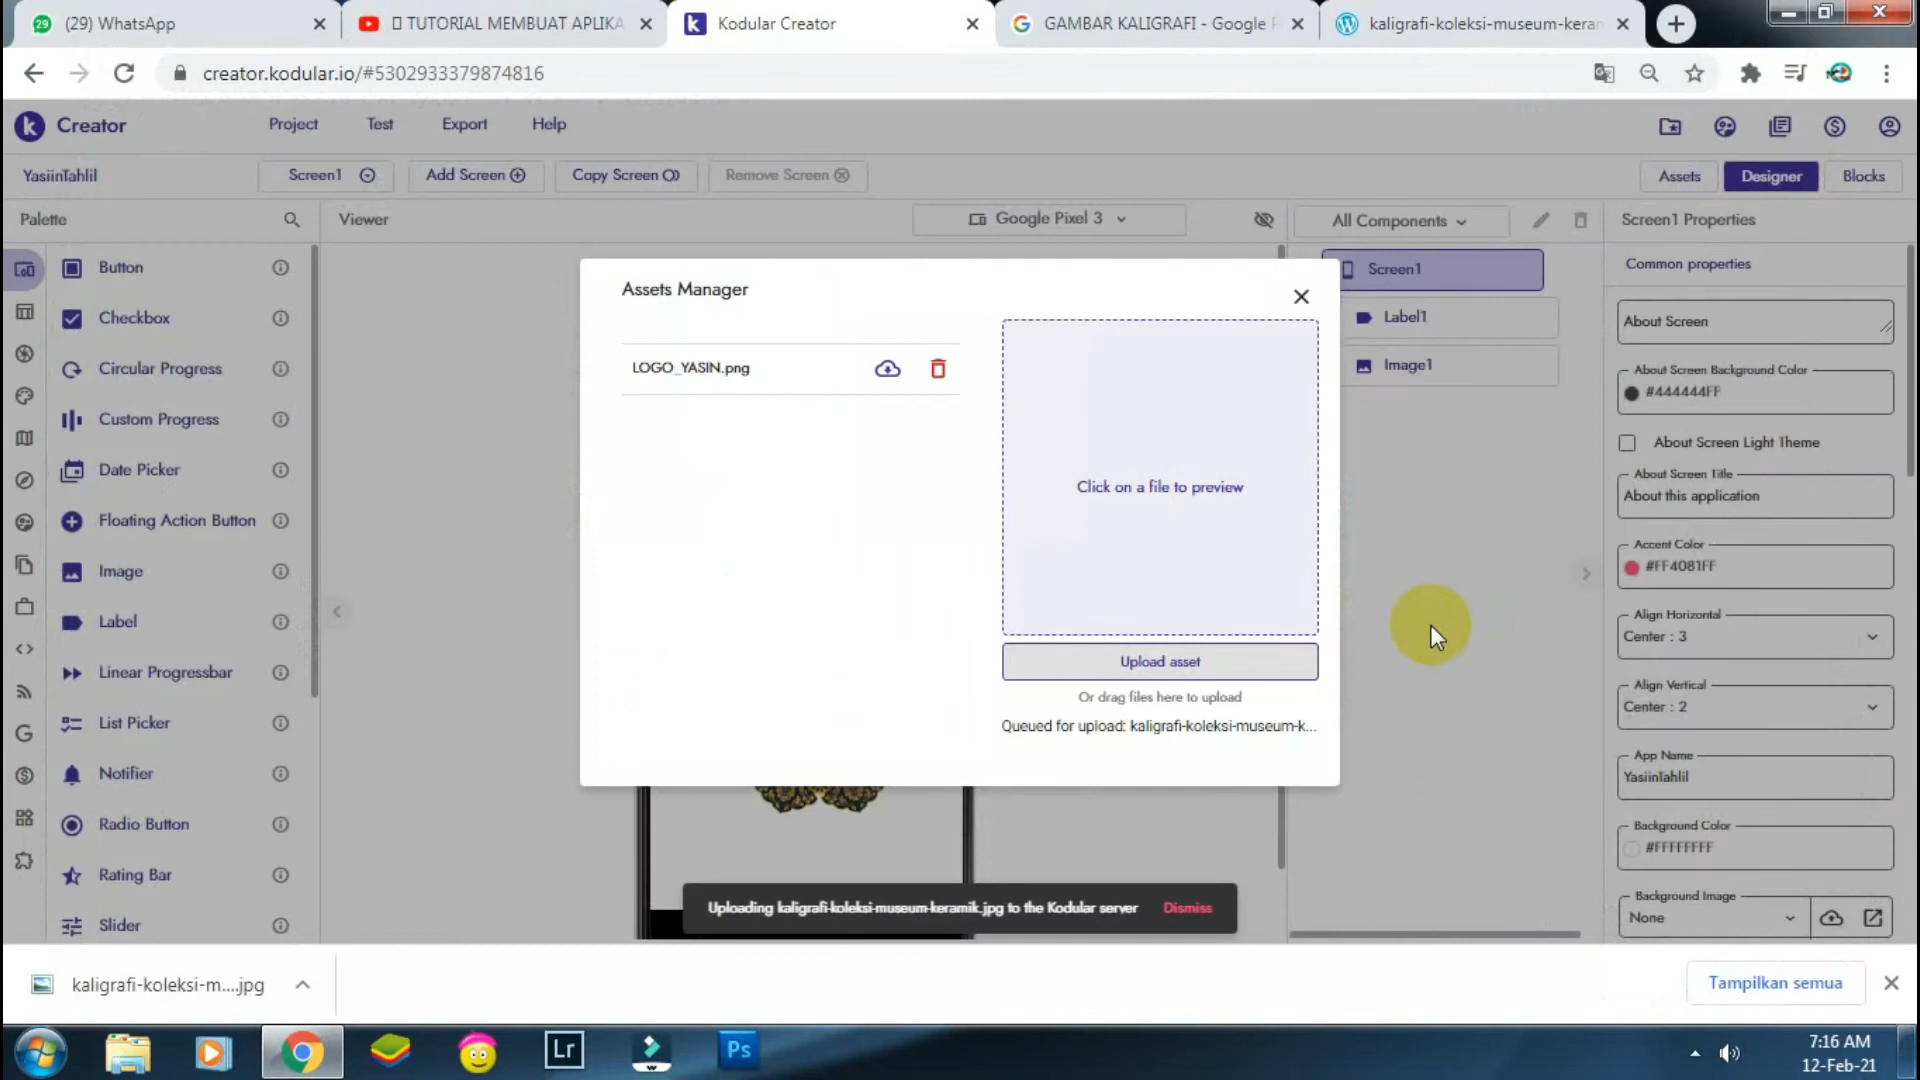 (29) WhatsApp
TUTORIAL MEMBUAT APLIKA
Kodular Creator
GAMBAR KALIGRAFI - Google P
kaligrafi-koleksi-museum-keran
creator.kodular.io/#5302933379874816
Creator
Project
Test
Export
Help
YasiinTahlil
Screen1
Add Screen
Copy Screen
Remove Screen
Assets
Designer
Blocks
Palette
Viewer
Google Pixel 3
All Components
Screen1 Properties
Button
Checkbox
Circular Progress
Custom Progress
Date Picker
Floating Action Button
Image
Label
Linear Progressbar
List Picker
Notifier
Radio Button
Rating Bar
Slider
Assets Manager
LOGO_YASIN.png
Click on a file to preview
Upload asset
Or drag files here to upload
Queued for upload: kaligrafi-koleksi-museum-k...
Uploading kaligrafi-koleksi-museum-keramik.jpg to the Kodular server
Dismiss
Screen1
Label1
Image1
Common properties
About Screen
About Screen Background Color
#444444FF
About Screen Light Theme
About Screen Title
About this application
Accent Color
#FF4081FF
Align Horizontal
Center : 3
Align Vertical
Center : 2
App Name
YasiinTahlil
Background Color
#FFFFFFFF
Background Image
None
kaligrafi-koleksi-m....jpg
Tampilkan semua
Lr
Ps
7:16 AM
12-Feb-21